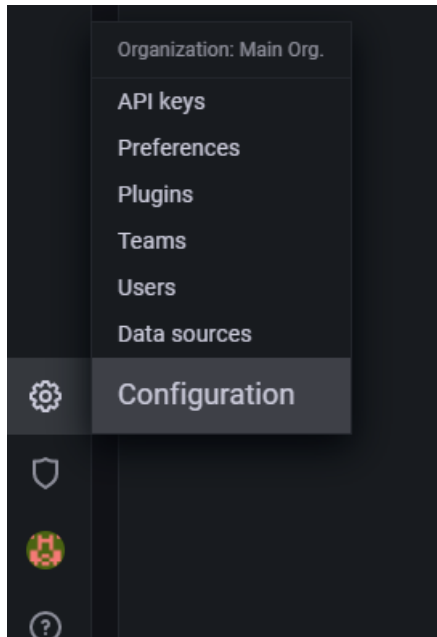 Organization: Main Org.
API keys
Preferences
Plugins
Teams
Users
Data sources
Configuration
?